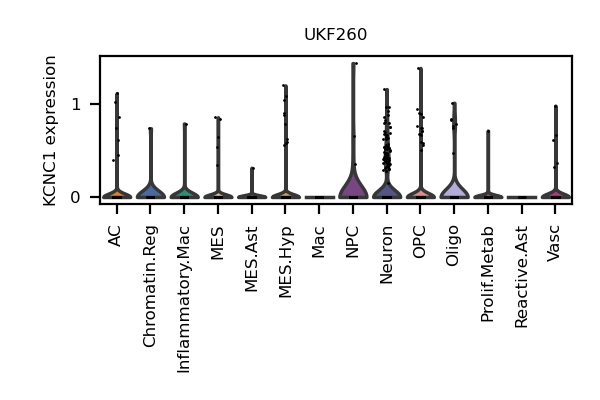 UKF260
KCNC1 expression
1
0
AC
Chromatin.Reg
Inflammatory.Mac
MES
MES.Ast
MES.Hyp
Mac
NPC
Neuron
OPC
Oligo
Prolif.Metab
Reactive.Ast
Vasc